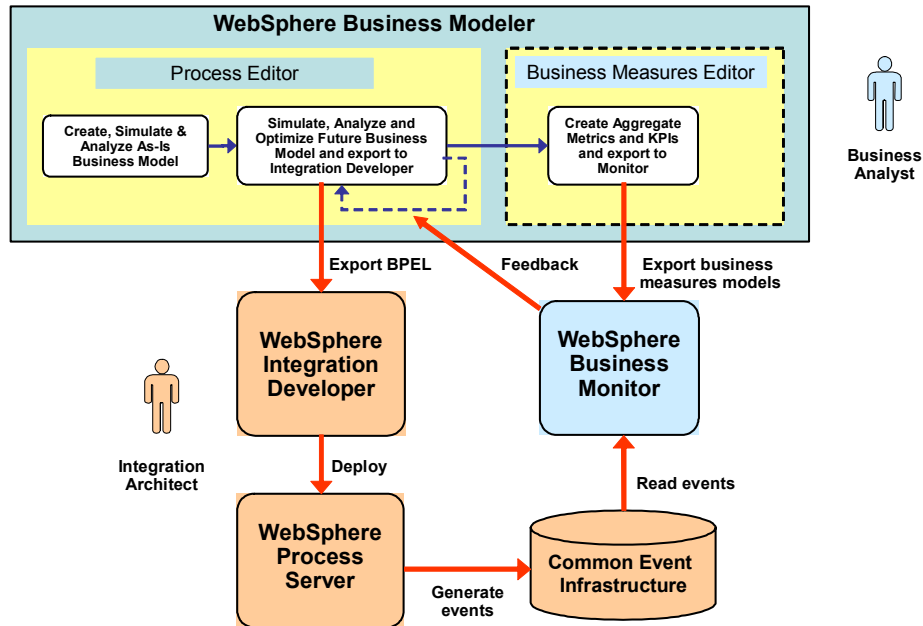 WebSphere Business Modeler
Process Editor
Business Measures Editor
Create, Simulate &
Analyze As-Is
Business Model
Simulate, Analyze and
Optimize Future Business
Model and export to
Integration Developer
Create Aggregate
Metrics and KPIs
and export to
Monitor
Business
Analyst
Export BPEL
Feedback
Export business
measures models
WebSphere
Integration
Developer
WebSphere
Business
Monitor
Integration
Architect
Deploy
Read events
WebSphere
Process
Server
Generate
events
Common Event
Infrastructure